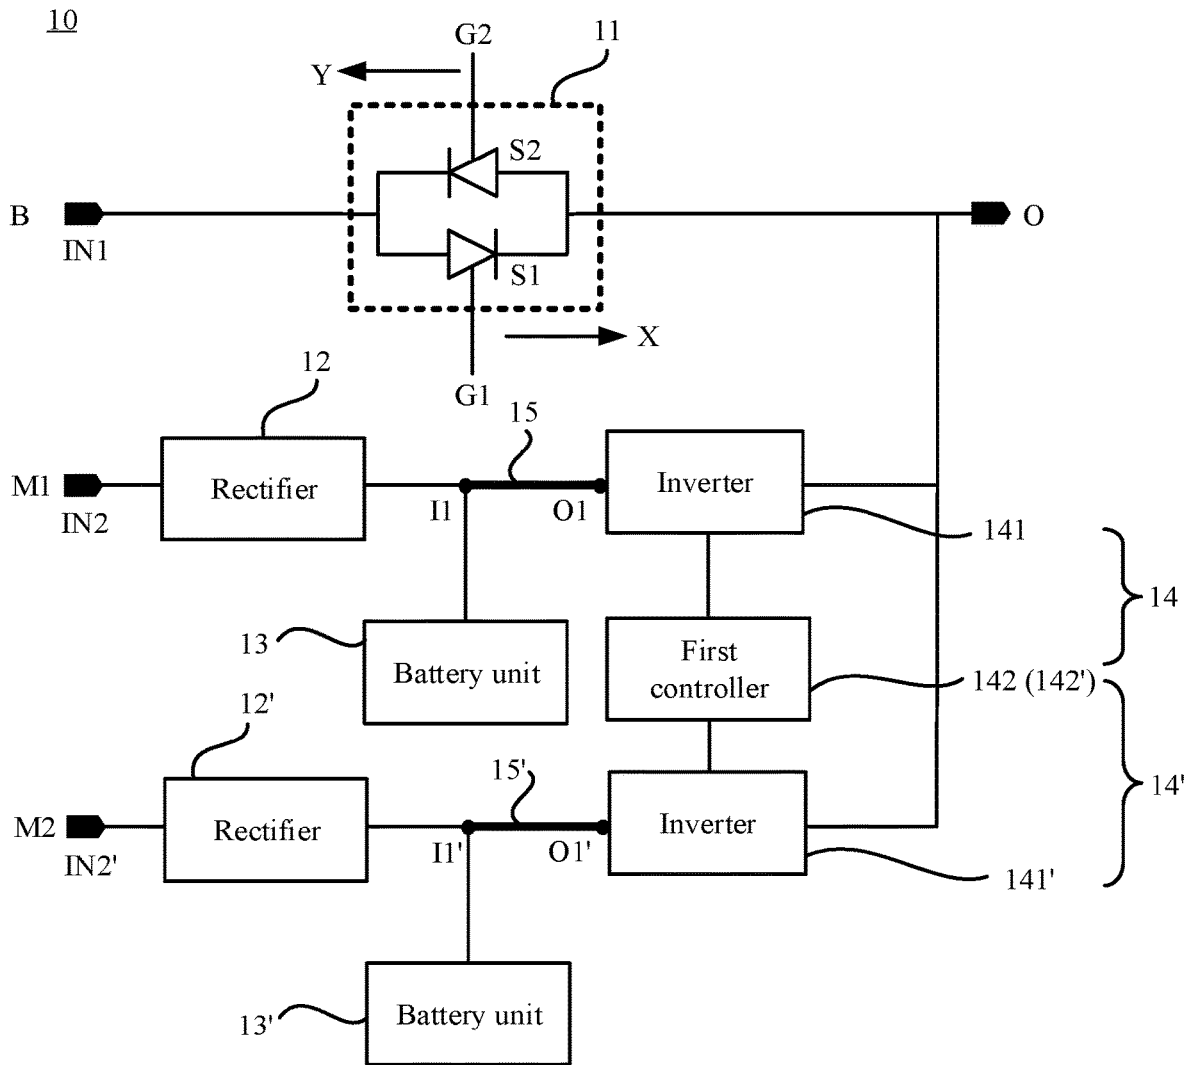 10
G2
11
Y
S2
B
IN1
O
S1
X
G1
12
15
M1
IN2
Rectifier
I1
O1
Inverter
141
14
13
Battery unit
First
controller
142 (142')
12'
15'
M2
IN2'
Rectifier
I1'
O1'
Inverter
14'
141'
13'
Battery unit